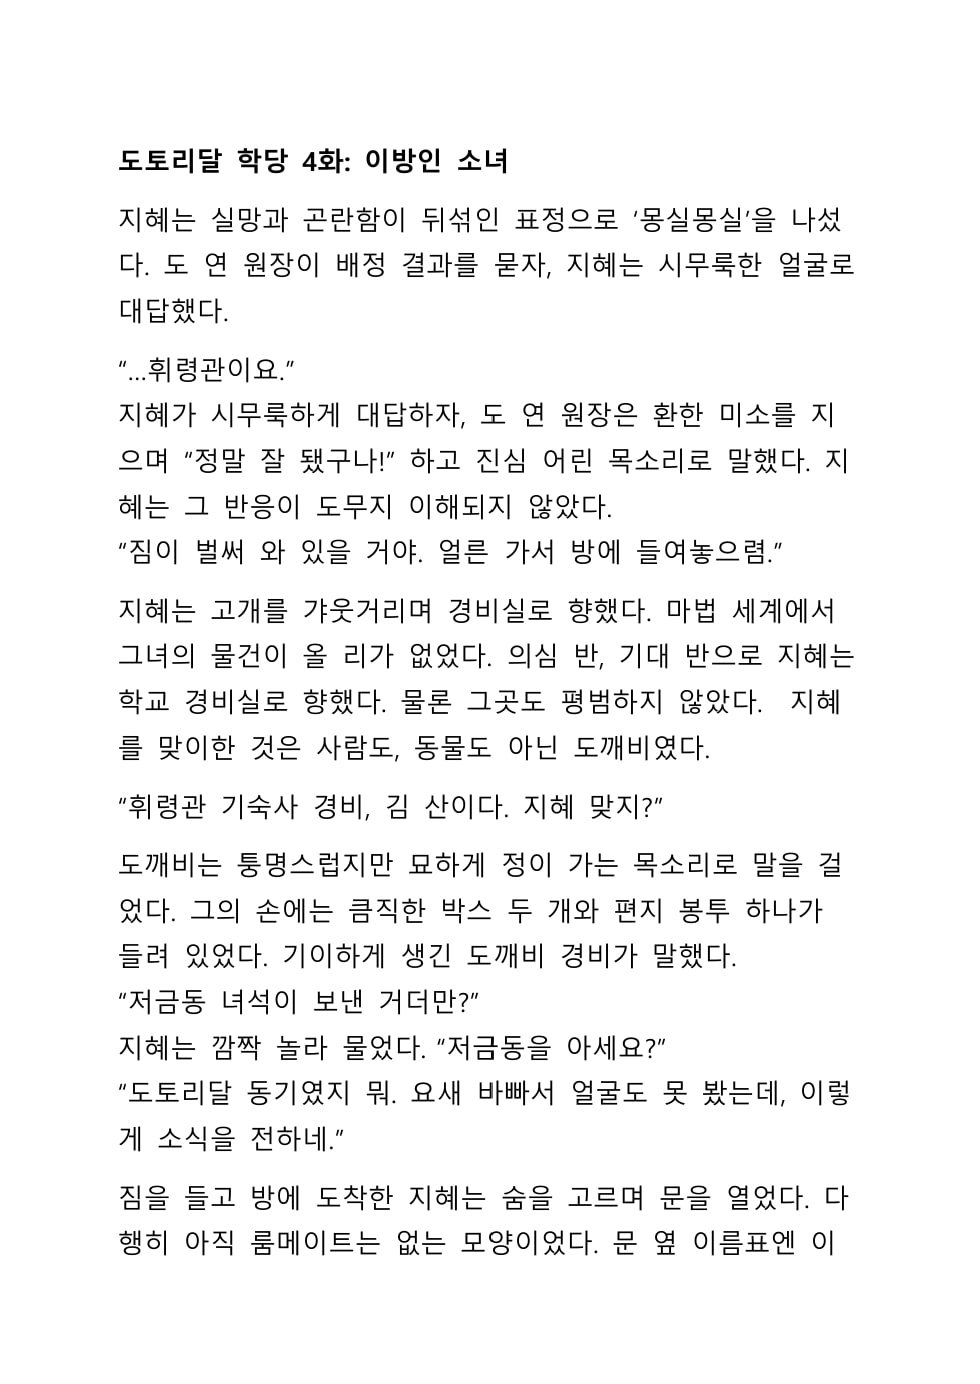 도토리달 학당 4화: 이방인 소녀
지혜는 실망과 곤란함이 뒤섞인 표정으로 ‘몽실몽실’을 나섰
다. 도 연 원장이 배정 결과를 묻자, 지혜는 시무룩한 얼굴로
대답했다.
“…휘령관이요.”
지혜가 시무룩하게 대답하자, 도 연 원장은 환한 미소를 지
으며 “정말 잘 됐구나!” 하고 진심 어린 목소리로 말했다. 지
혜는 그 반응이 도무지 이해되지 않았다.
“짐이 벌써 와 있을 거야. 얼른 가서 방에 들여놓으렴.”
지혜는 고개를 갸웃거리며 경비실로 향했다. 마법 세계에서
그녀의 물건이 올 리가 없었다. 의심 반, 기대 반으로 지혜는
학교 경비실로 향했다. 물론 그곳도 평범하지 않았다.  지혜
를 맞이한 것은 사람도, 동물도 아닌 도깨비였다.
“휘령관 기숙사 경비, 김 산이다. 지혜 맞지?”
도깨비는 퉁명스럽지만 묘하게 정이 가는 목소리로 말을 걸
었다. 그의 손에는 큼직한 박스 두 개와 편지 봉투 하나가
들려 있었다. 기이하게 생긴 도깨비 경비가 말했다.
“저금동 녀석이 보낸 거더만?”
지혜는 깜짝 놀라 물었다. “저금동을 아세요?”
“도토리달 동기였지 뭐. 요새 바빠서 얼굴도 못 봤는데, 이렇
게 소식을 전하네.”
짐을 들고 방에 도착한 지혜는 숨을 고르며 문을 열었다. 다
행히 아직 룸메이트는 없는 모양이었다. 문 옆 이름표엔 이